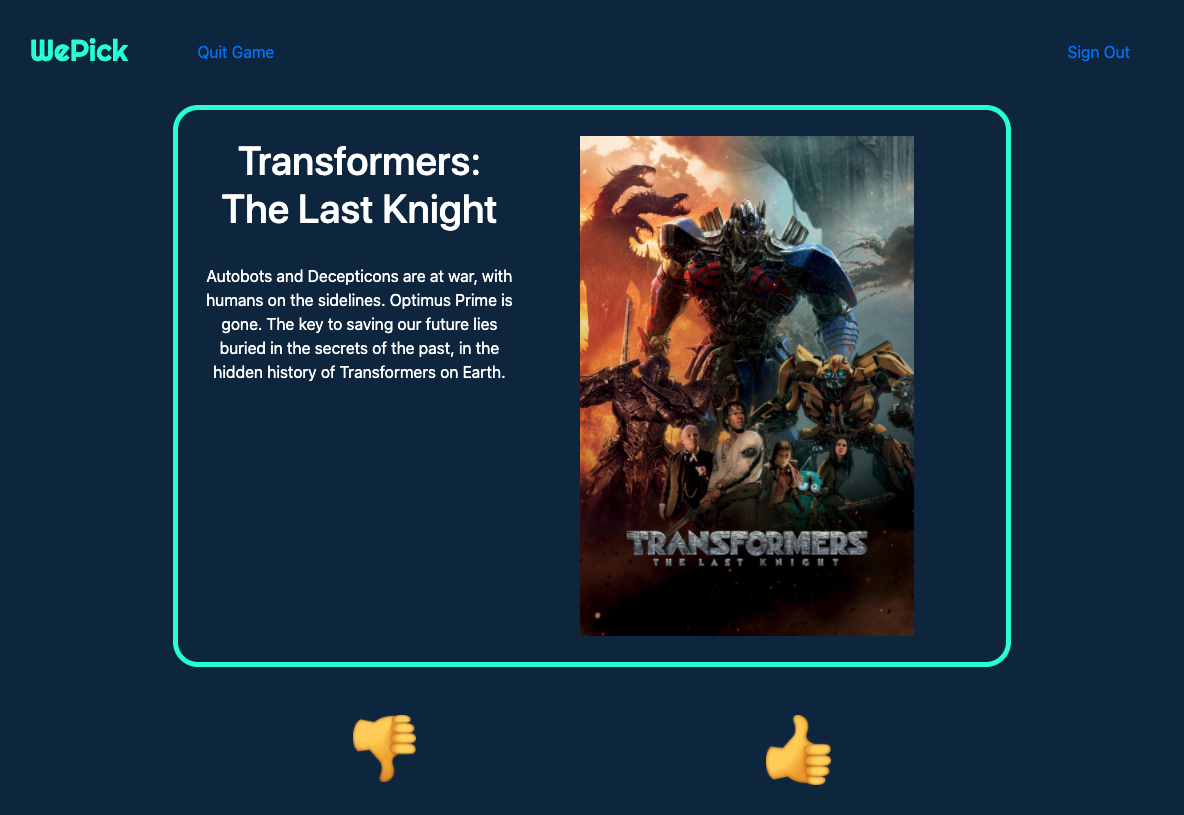 WePick
Quit Game
Sign Out
Transformers:
The Last Knight
Autobots and Decepticons are at war, with
humans on the sidelines. Optimus Prime is
gone. The key to saving our future lies
buried in the secrets of the past, in the
hidden history of Transformers on Earth.
TRANSFORMERS
THE LAST KNIGHT